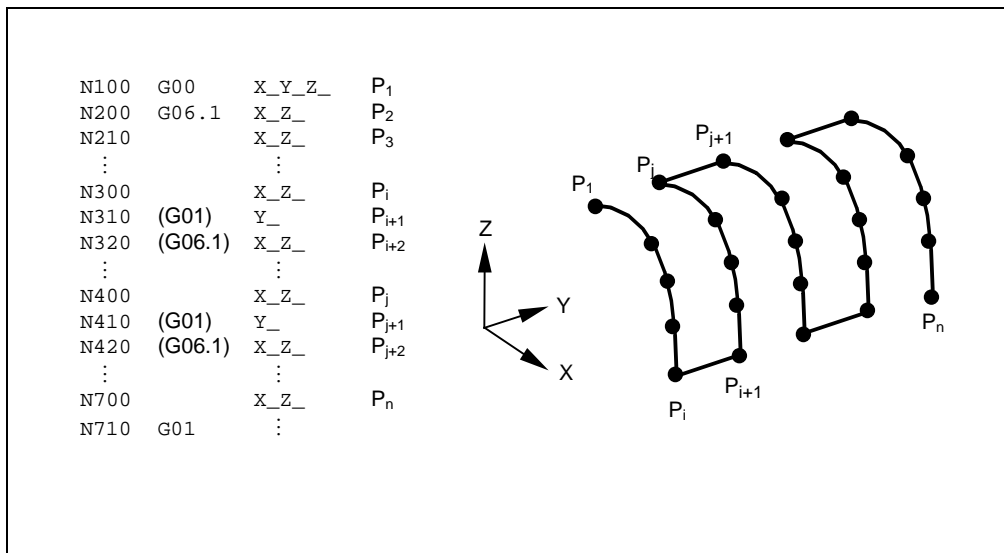 N100 G00 X_Y_Z_ P1
N200 G06.1 X_Z_ P2
N210 X_Z_ P3
⋮ ⋮
N300 X_Z_ Pi
N310 (G01) Y_ Pi+1
N320 (G06.1) X_Z_ Pi+2
⋮ ⋮
N400 X_Z_ Pj
N410 (G01) Y_ Pj+1
N420 (G06.1) X_Z_ Pj+2
⋮ ⋮
N700 X_Z_ Pn
N710 G01 ⋮
Z
Y
X
P1
Pj
Pj+1
Pi
Pi+1
Pn